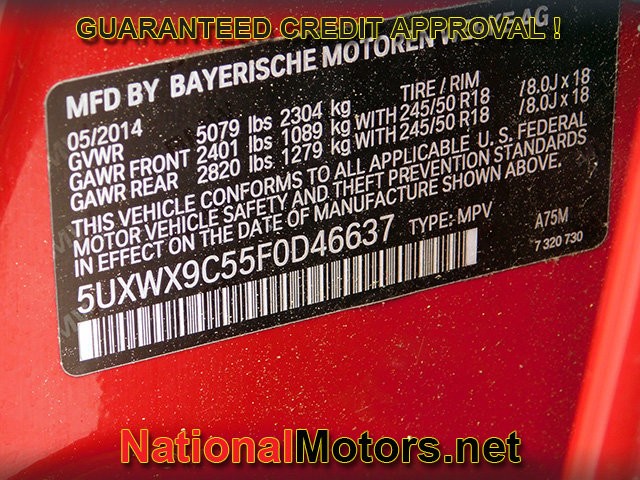 GUARANTEED CREDIT APPROVAL !
MFD BY BAYERISCHE MOTOREN AG
05/2014 TIRE / RIM
GVWR 5079 lbs 2304 kg
GAWR FRONT 2401 lbs 1089 kg WITH 245/50 R18 /8.0J x 18
GAWR REAR 2820 lbs 1279 kg WITH 245/50 R18 /8.0J x 18
THIS VEHICLE CONFORMS TO ALL APPLICABLE U. S. FEDERAL
MOTOR VEHICLE SAFETY AND THEFT PREVENTION STANDARDS
IN EFFECT ON THE DATE OF MANUFACTURE SHOWN ABOVE.
5UXWX9C55F0D46637 TYPE: MPV A75M
7 320 730
NationalMotors.net